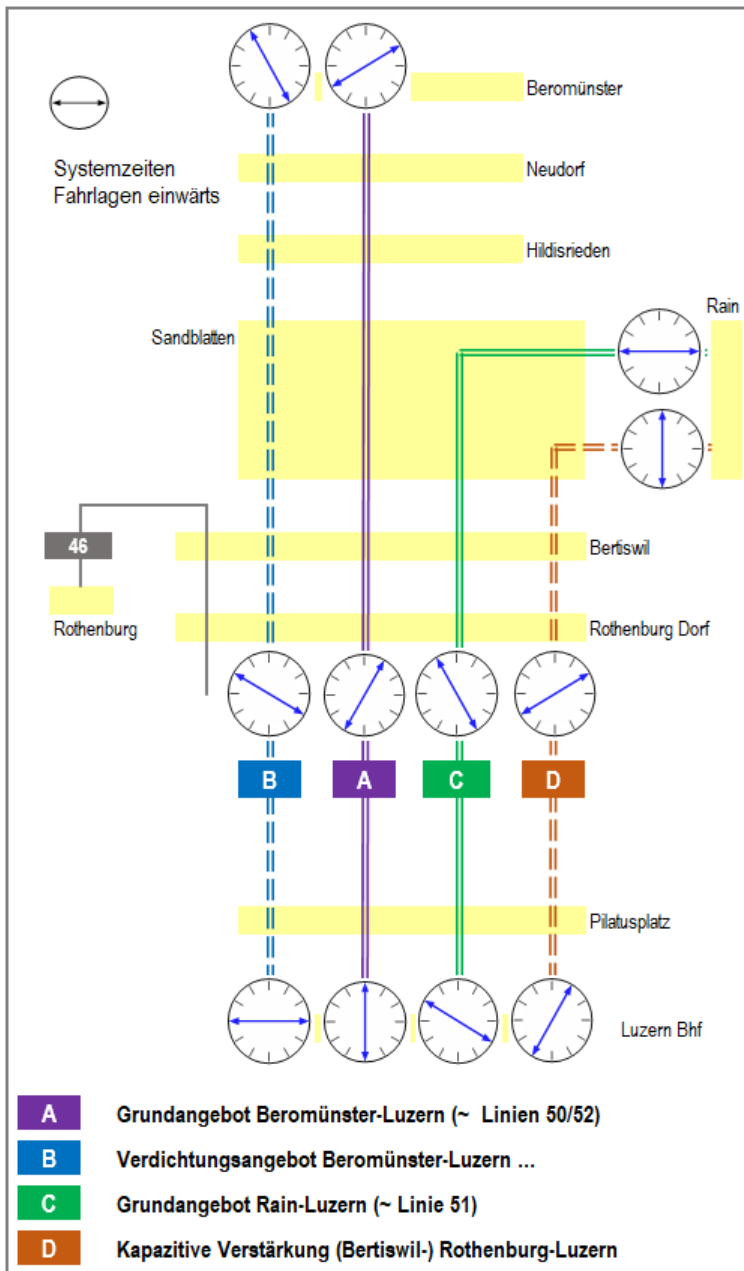 Beromünster
Systemzeiten
Fahrlagen einwärts
Neudorf
Hildisrieden
Rain
Sandblatten
46
Bertiswil
Rothenburg
Rothenburg Dorf
B
A
C
D
Pilatusplatz
Luzern Bhf
A Grundangebot Beromünster-Luzern (~ Linien 50/52)
B Verdichtungsangebot Beromünster-Luzern ...
C Grundangebot Rain-Luzern (~ Linie 51)
D Kapazitive Verstärkung (Bertiswil-) Rothenburg-Luzern